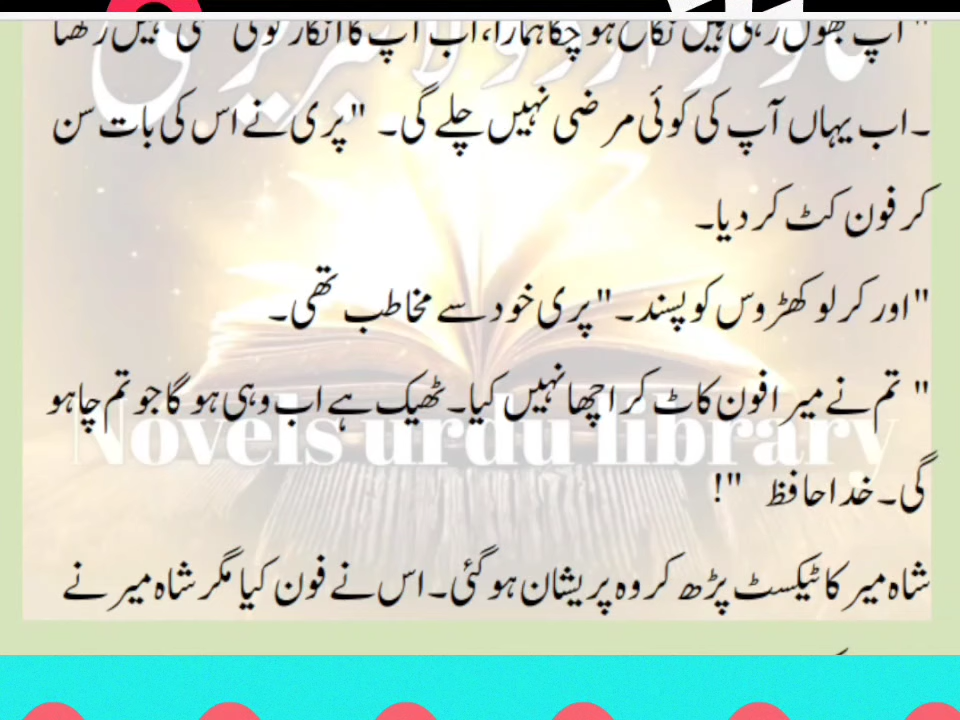 " آپ بھول رہی ہیں نکاح ہو چکا ہمارا، اب آپ کا انکار کوئی معنی نہیں رکھتا
۔اب یہاں آپ کی کوئی مرضی نہیں چلے گی۔ "پری نے اس کی بات سن
کر فون کٹ کر دیا۔
"اور کر لو کھڑوس کو پسند۔" پری خود سے مخاطب تھی۔
" تم نے میرا فون کاٹ کر اچھا نہیں کیا۔ ٹھیک ہے اب وہی ہو گا جو تم چاہو
Novels urdu library
گی۔ خدا حافظ "!
شاہ میر کا ٹیکسٹ پڑھ کر وہ پریشان ہو گئی۔ اس نے فون کیا مگر شاہ میر نے